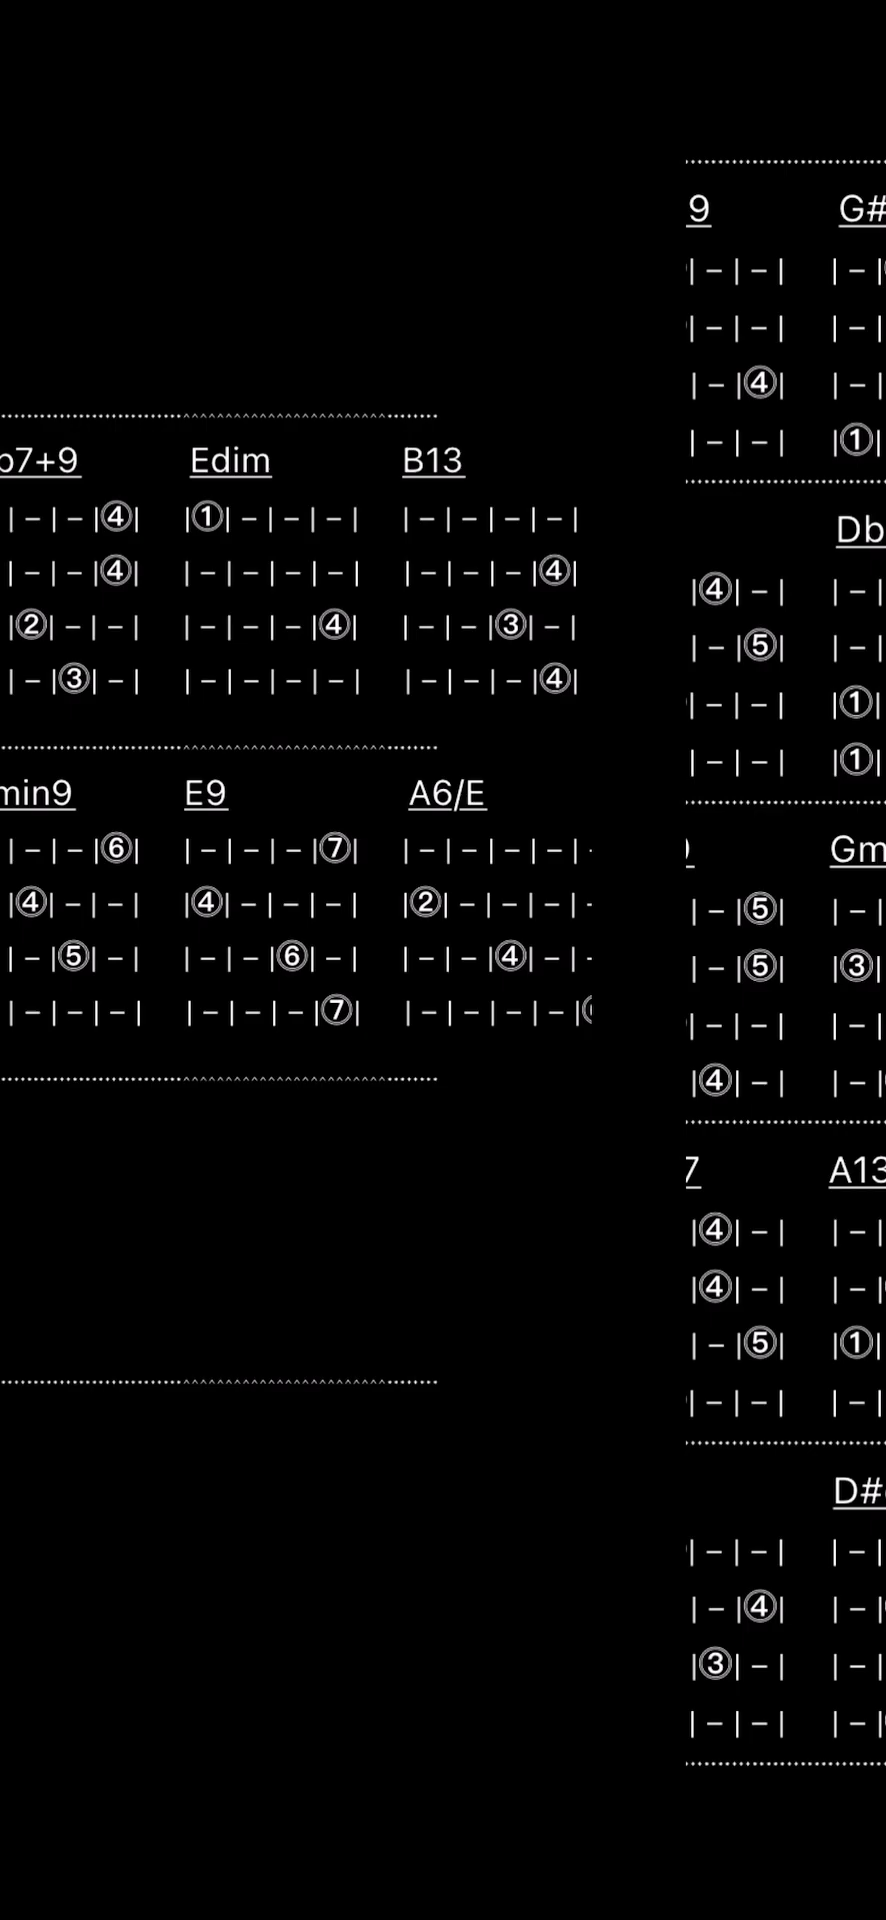 b7+9 Edim B13
| – | – |④| |①| – | – | – | | – | – | – | – |
| – | – |④| | – | – | – | – | | – | – | – |④|
|②| – | – | | – | – | – |④| | – | – |③| – |
| – |③| – | | – | – | – | – | | – | – | – |④|
min9 E9 A6/E
| – | – |⑥| | – | – | – |⑦| | – | – | – | – |
|④| – | – | |④| – | – | – | |②| – | – | – |
| – |⑤| – | | – | – |⑥| – | | – | – |④| – |
| – | – | – | | – | – | – |⑦| | – | – | – | – |
9 G#
| – | – | | – |
| – | – | | – |
| – |④| | – |
| – | – | |①|
Db
|④| – | | – |
| – |⑤| | – |
| – | – | |①|
| – | – | |①|
Gm
| – |⑤| | – |
| – |⑤| |③|
| – | – | | – |
|④| – | | – |
7 A13
|④| – | | – |
|④| – | | – |
| – |⑤| |①|
| – | – | | – |
D#
| – | – | | – |
| – |④| | – |
|③| – | | – |
| – | – | | – |